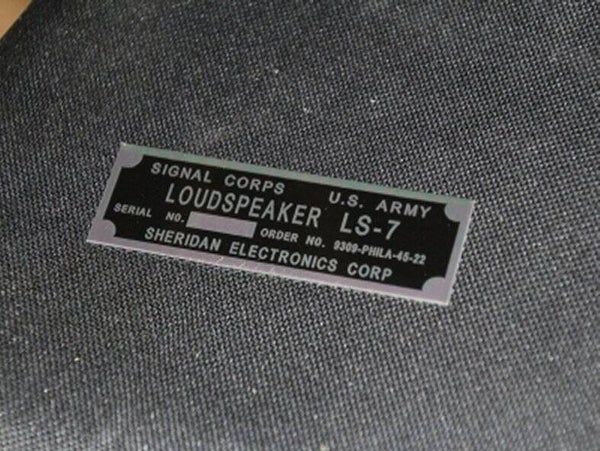 SIGNAL CORPS U.S. ARMY
LOUDSPEAKER LS-7
SERIAL NO. ORDER NO. 9309-PHILA-45-22
SHERIDAN ELECTRONICS CORP